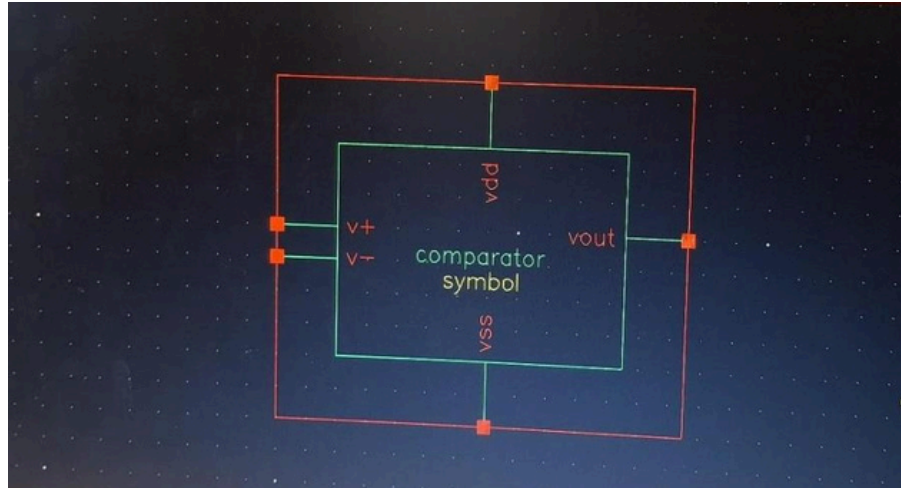 vdd
v+
vout
v-
comparator
symbol
vss